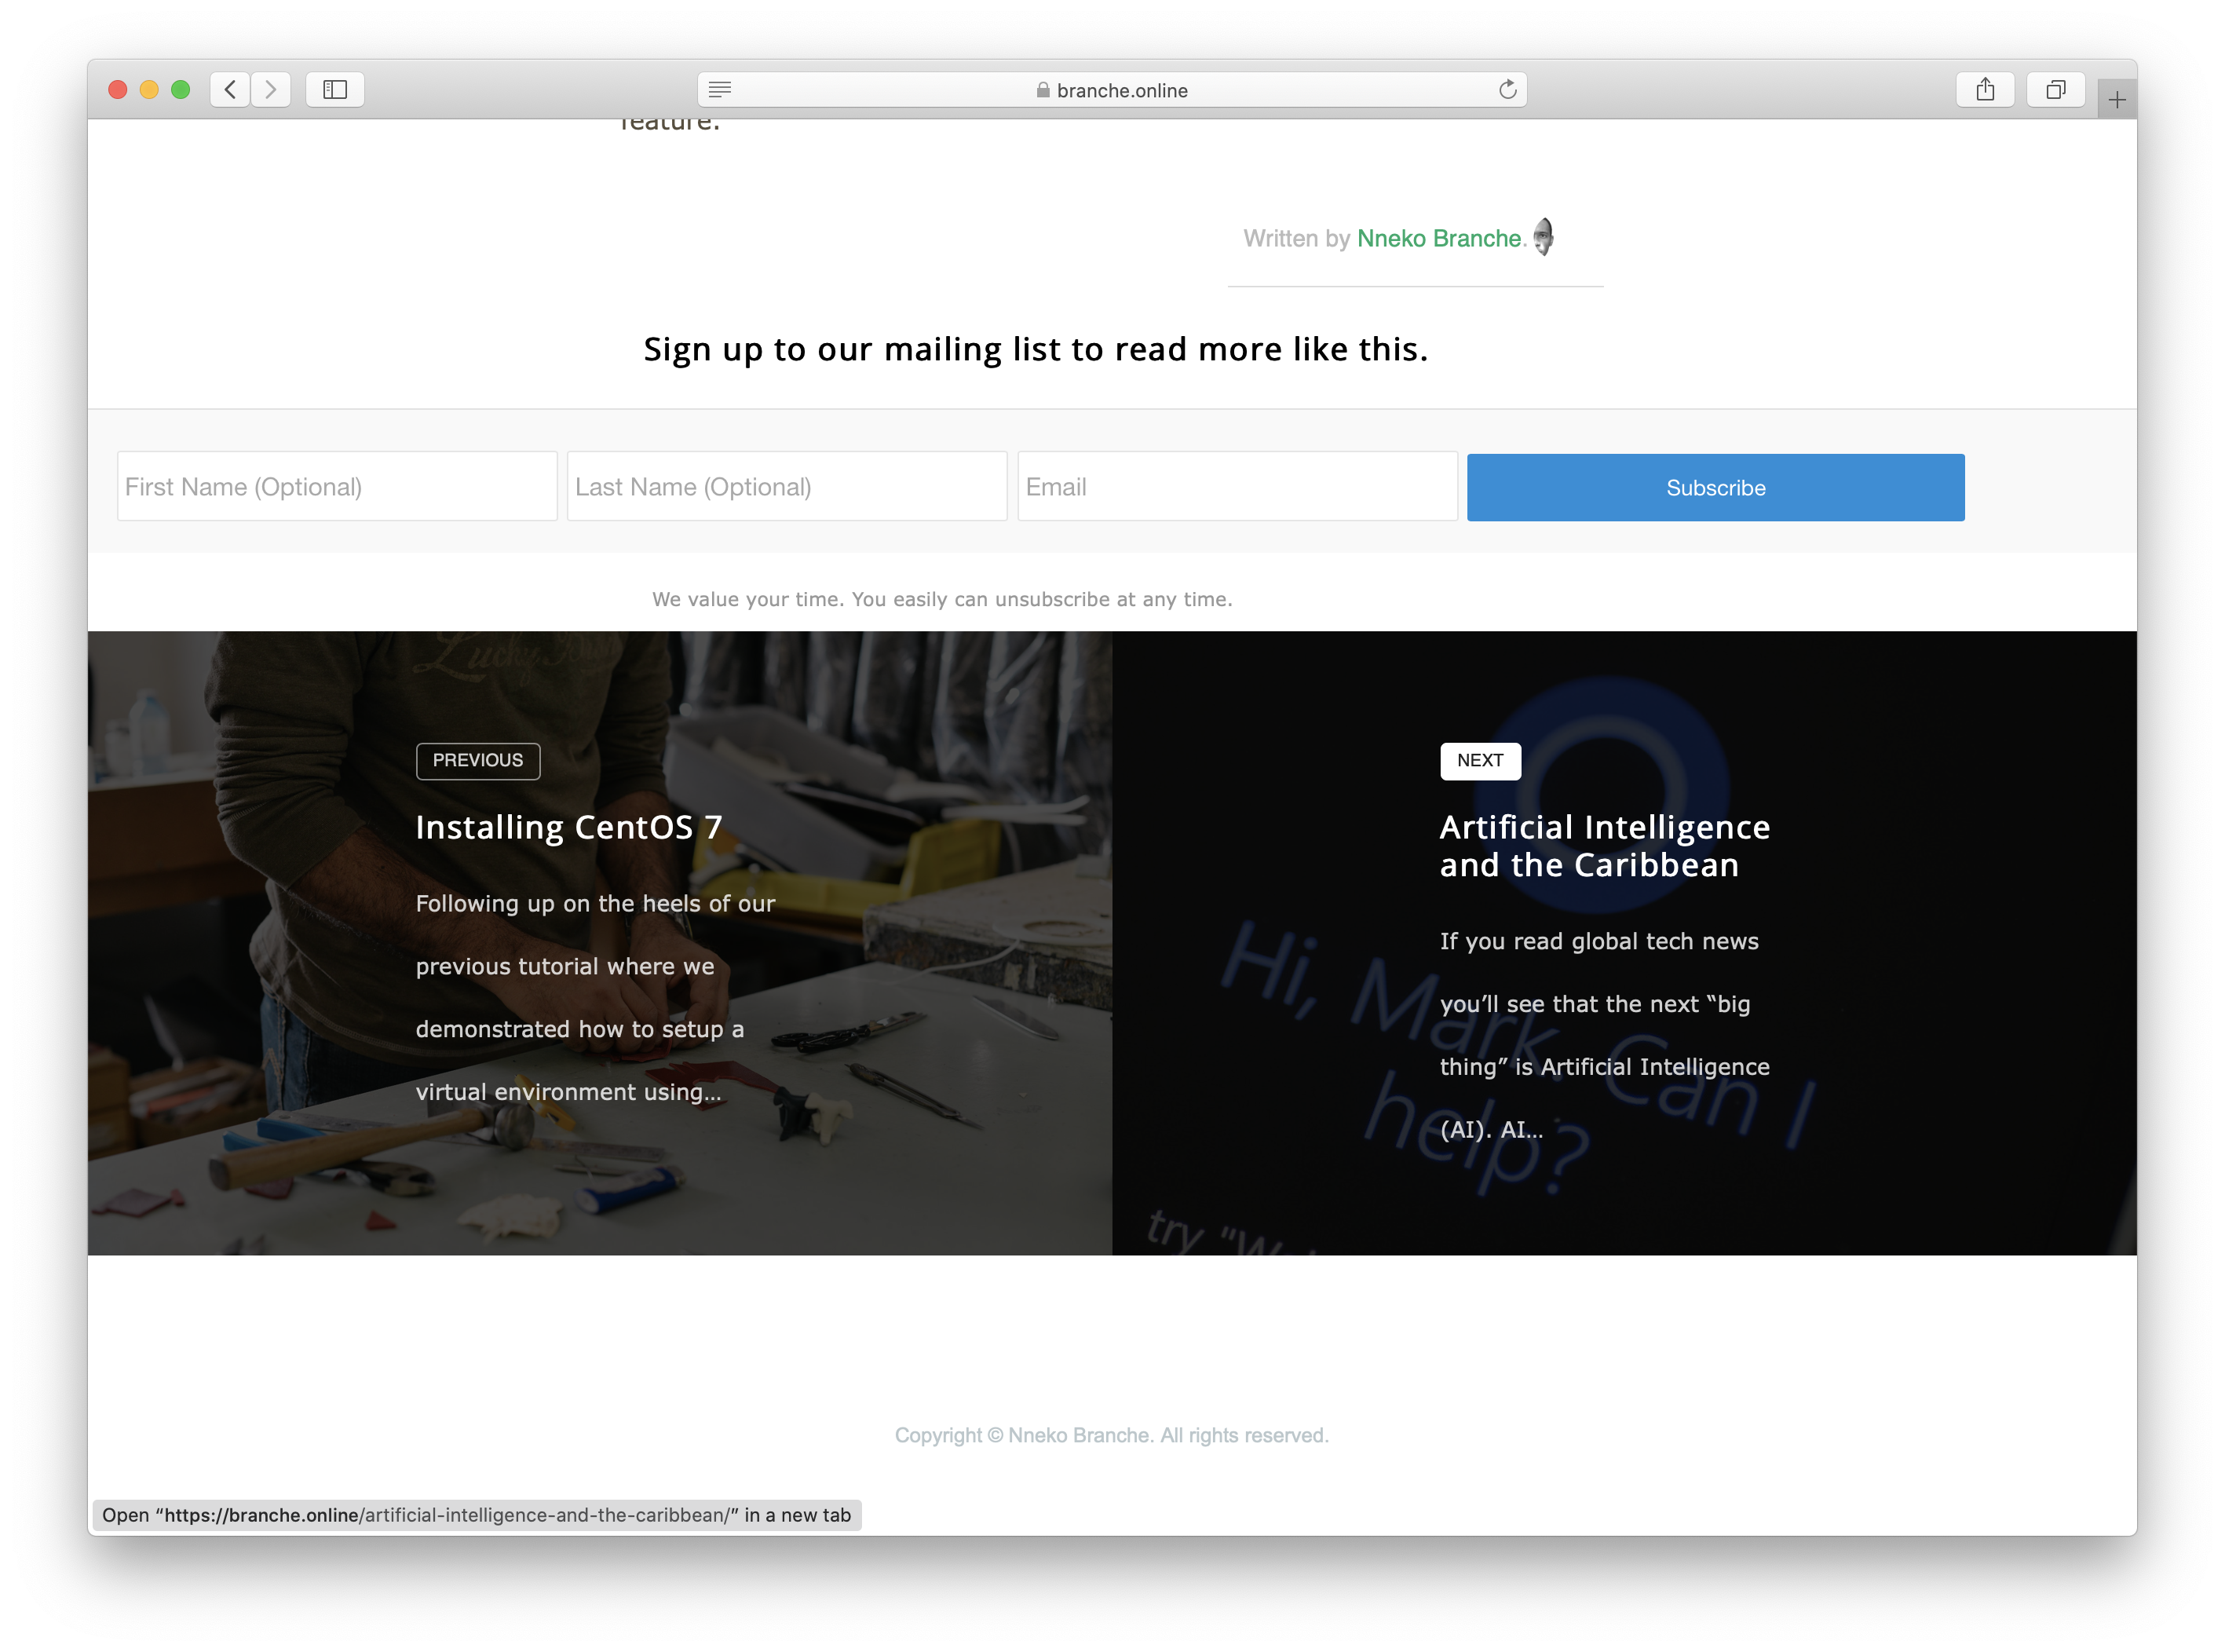 branche.online
feature.
Written by Nneko Branche.
Sign up to our mailing list to read more like this.
First Name (Optional) Last Name (Optional) Email Subscribe
We value your time. You easily can unsubscribe at any time.
Lucky
PREVIOUS
Installing CentOS 7
Following up on the heels of our
previous tutorial where we
demonstrated how to setup a
virtual environment using...
NEXT
Artificial Intelligence
and the Caribbean
If you read global tech news
you’ll see that the next “big
thing” is Artificial Intelligence
(AI). AI...
Hi, Mark. Can I
help?
try "W
Copyright © Nneko Branche. All rights reserved.
Open “https://branche.online/artificial-intelligence-and-the-caribbean/” in a new tab